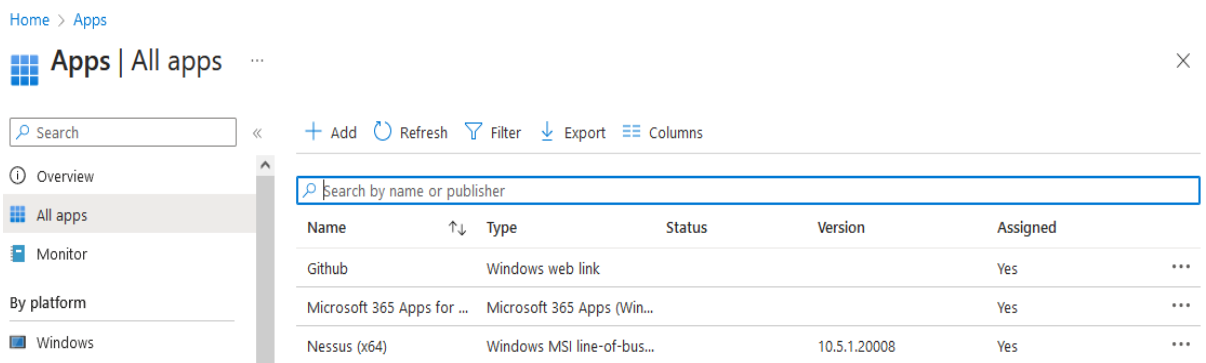 Home > Apps
Apps | All apps ...
Search
«
+ Add Refresh Filter Export Columns
Overview
Search by name or publisher
All apps
Name ↑↓ Type Status Version Assigned
Monitor
Github Windows web link Yes ...
By platform
Microsoft 365 Apps for ... Microsoft 365 Apps (Win... Yes ...
Windows
Nessus (x64) Windows MSI line-of-bus... 10.5.1.20008 Yes ...